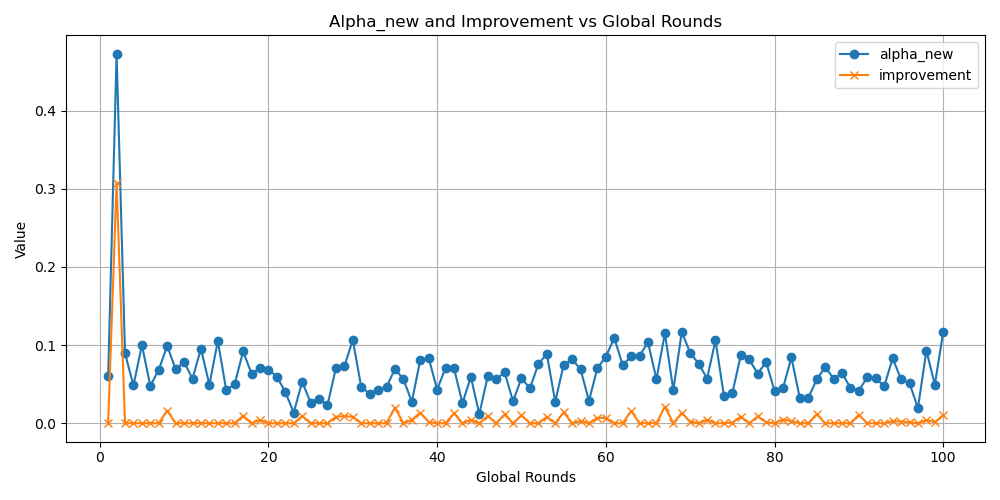 Alpha_new and Improvement vs Global Rounds
alpha_new
improvement
Value
0.4
0.3
0.2
0.1
0.0
0 20 40 60 80 100
Global Rounds